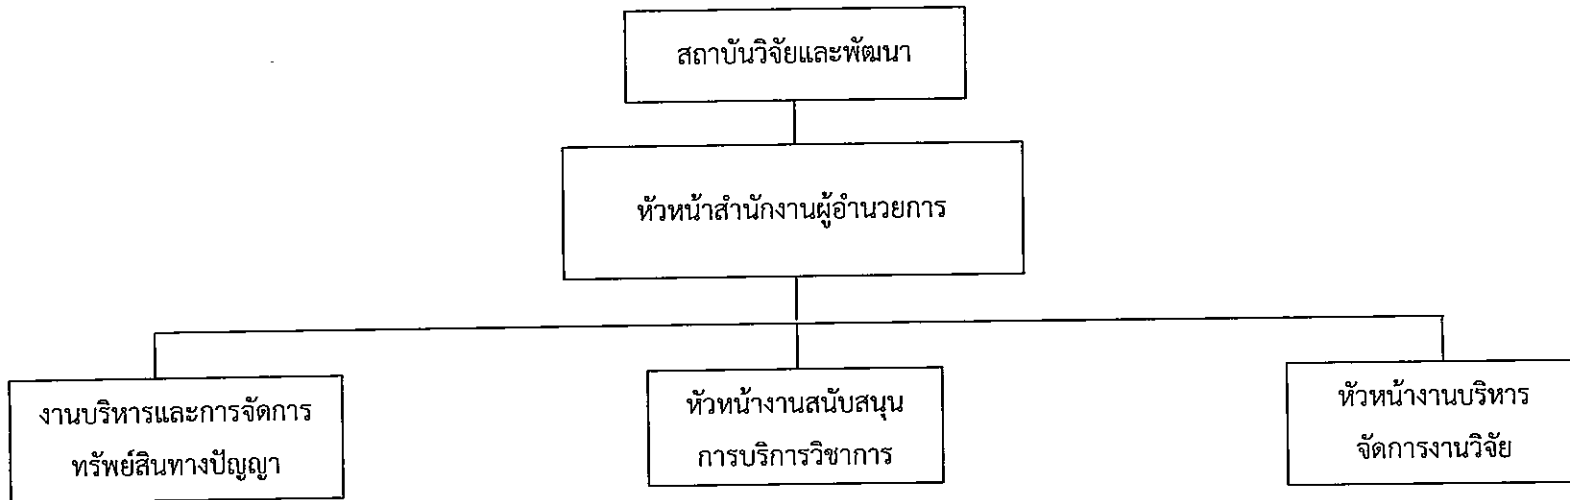 สถาบันวิจัยและพัฒนา
หัวหน้าสำนักงานผู้อำนวยการ
งานบริหารและการจัดการ
ทรัพย์สินทางปัญญา
หัวหน้างานสนับสนุน
การบริการวิชาการ
หัวหน้างานบริหาร
จัดการงานวิจัย